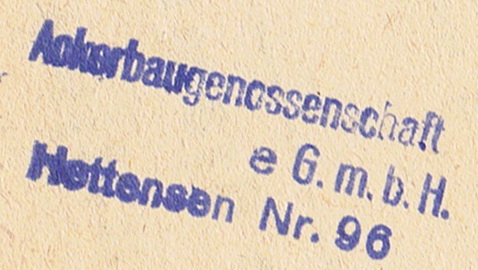 Ackerbaugenossenschaft
e G.m.b.H.
Hettensen Nr. 96